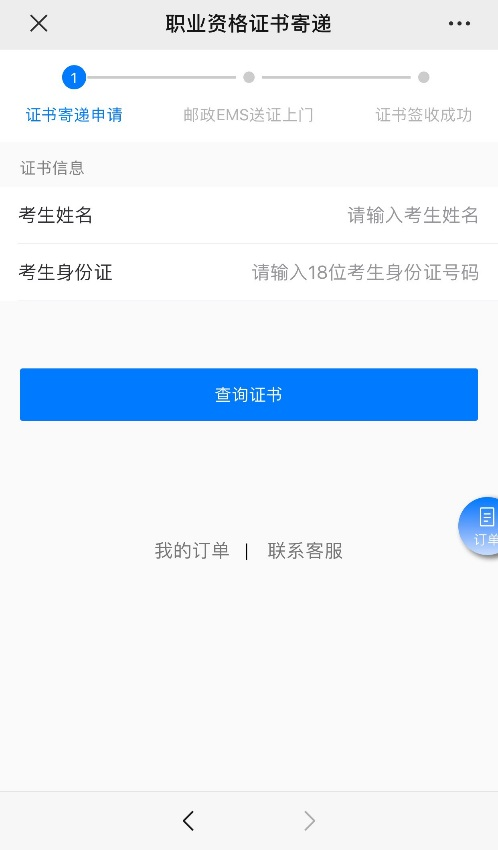 职业资格证书寄递
1
证书寄递申请 邮政EMS送证上门 证书签收成功
证书信息
考生姓名 请输入考生姓名
考生身份证 请输入18位考生身份证号码
查询证书
订单
我的订单 | 联系客服